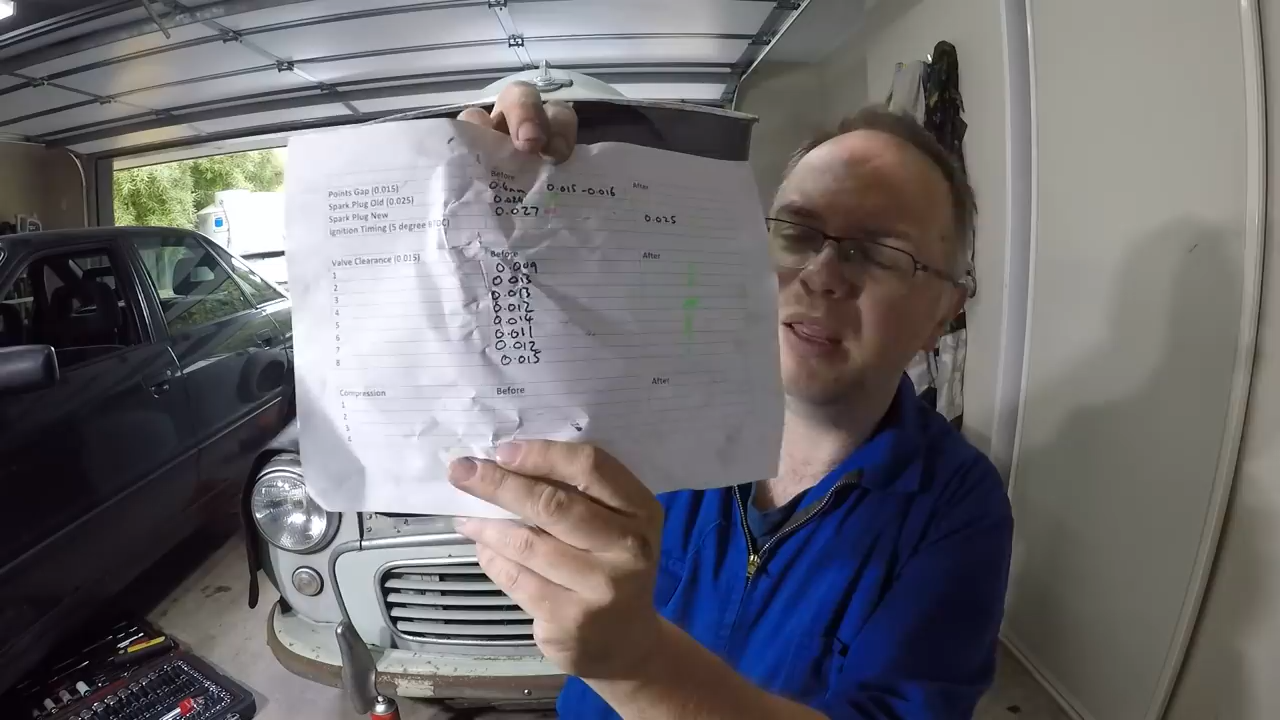 Before After
Points Gap (0.015) 0.4mm 0.015 - 0.016
Spark Plug Old (0.025) 0.024
Spark Plug New 0.027 0.025
Ignition Timing (5 degree BTDC)
Valve Clearance (0.015) Before After
1 0.009
2 0.015
3 0.013
4 0.012
5 0.014
6 0.011
7 0.012
8 0.015
Compression Before After
1
2
3
4